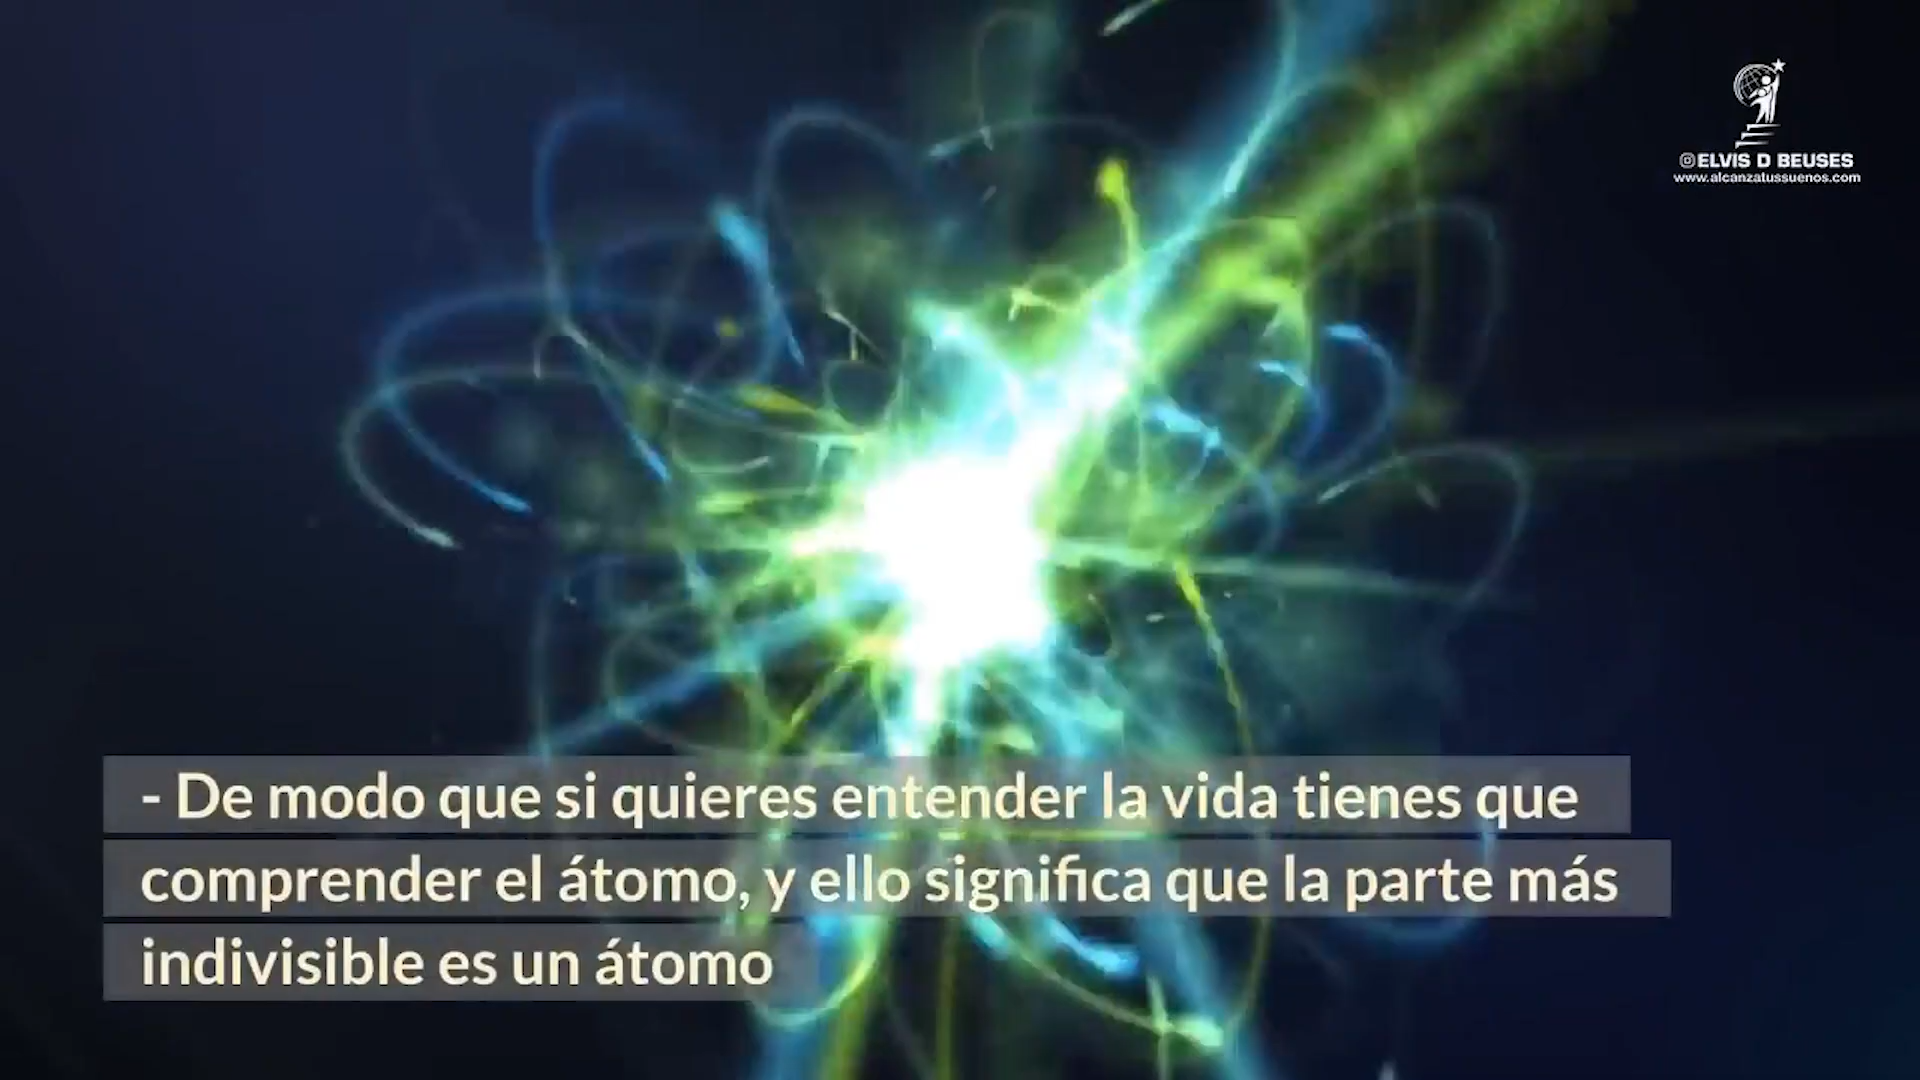 ELVIS D BEUSES
www.alcanzatussuenos.com
- De modo que si quieres entender la vida tienes que
comprender el átomo, y ello significa que la parte más
indivisible es un átomo